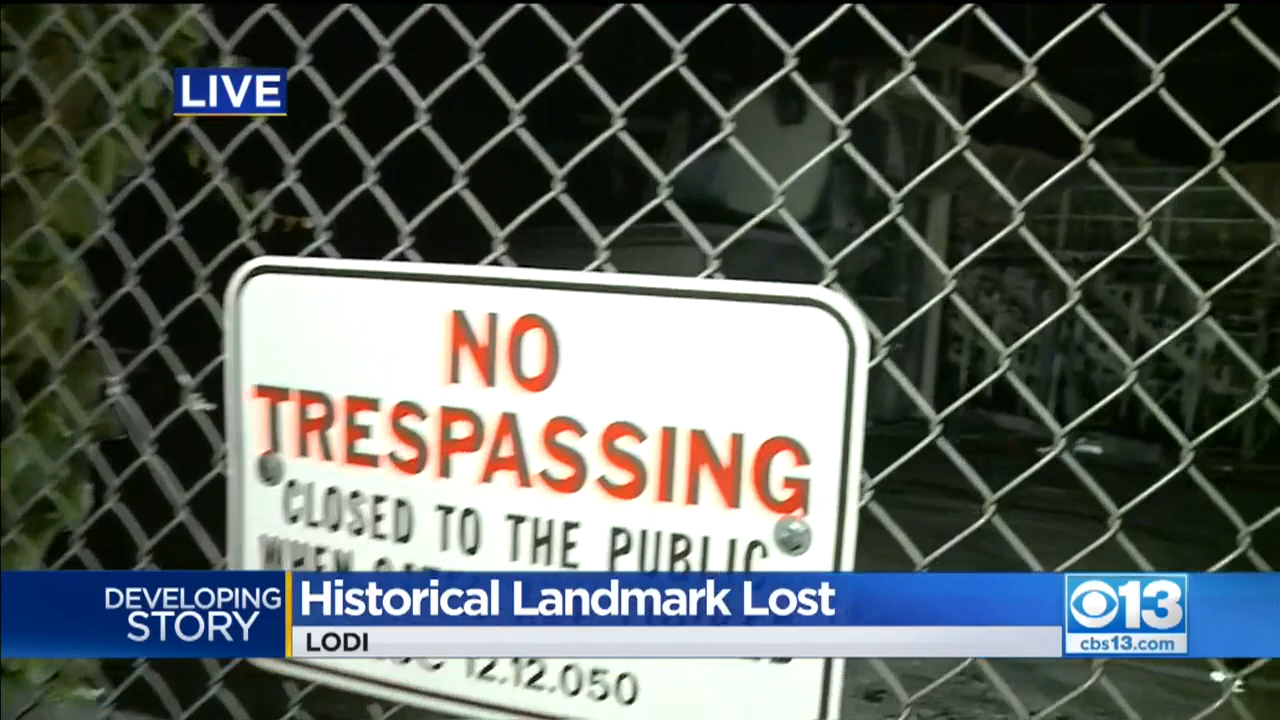 LIVE
NO
TRESPASSING
CLOSED TO THE PUBLIC
WHEN
DEVELOPING
STORY
Historical Landmark Lost
LODI
13
cbs13.com
12.12.050